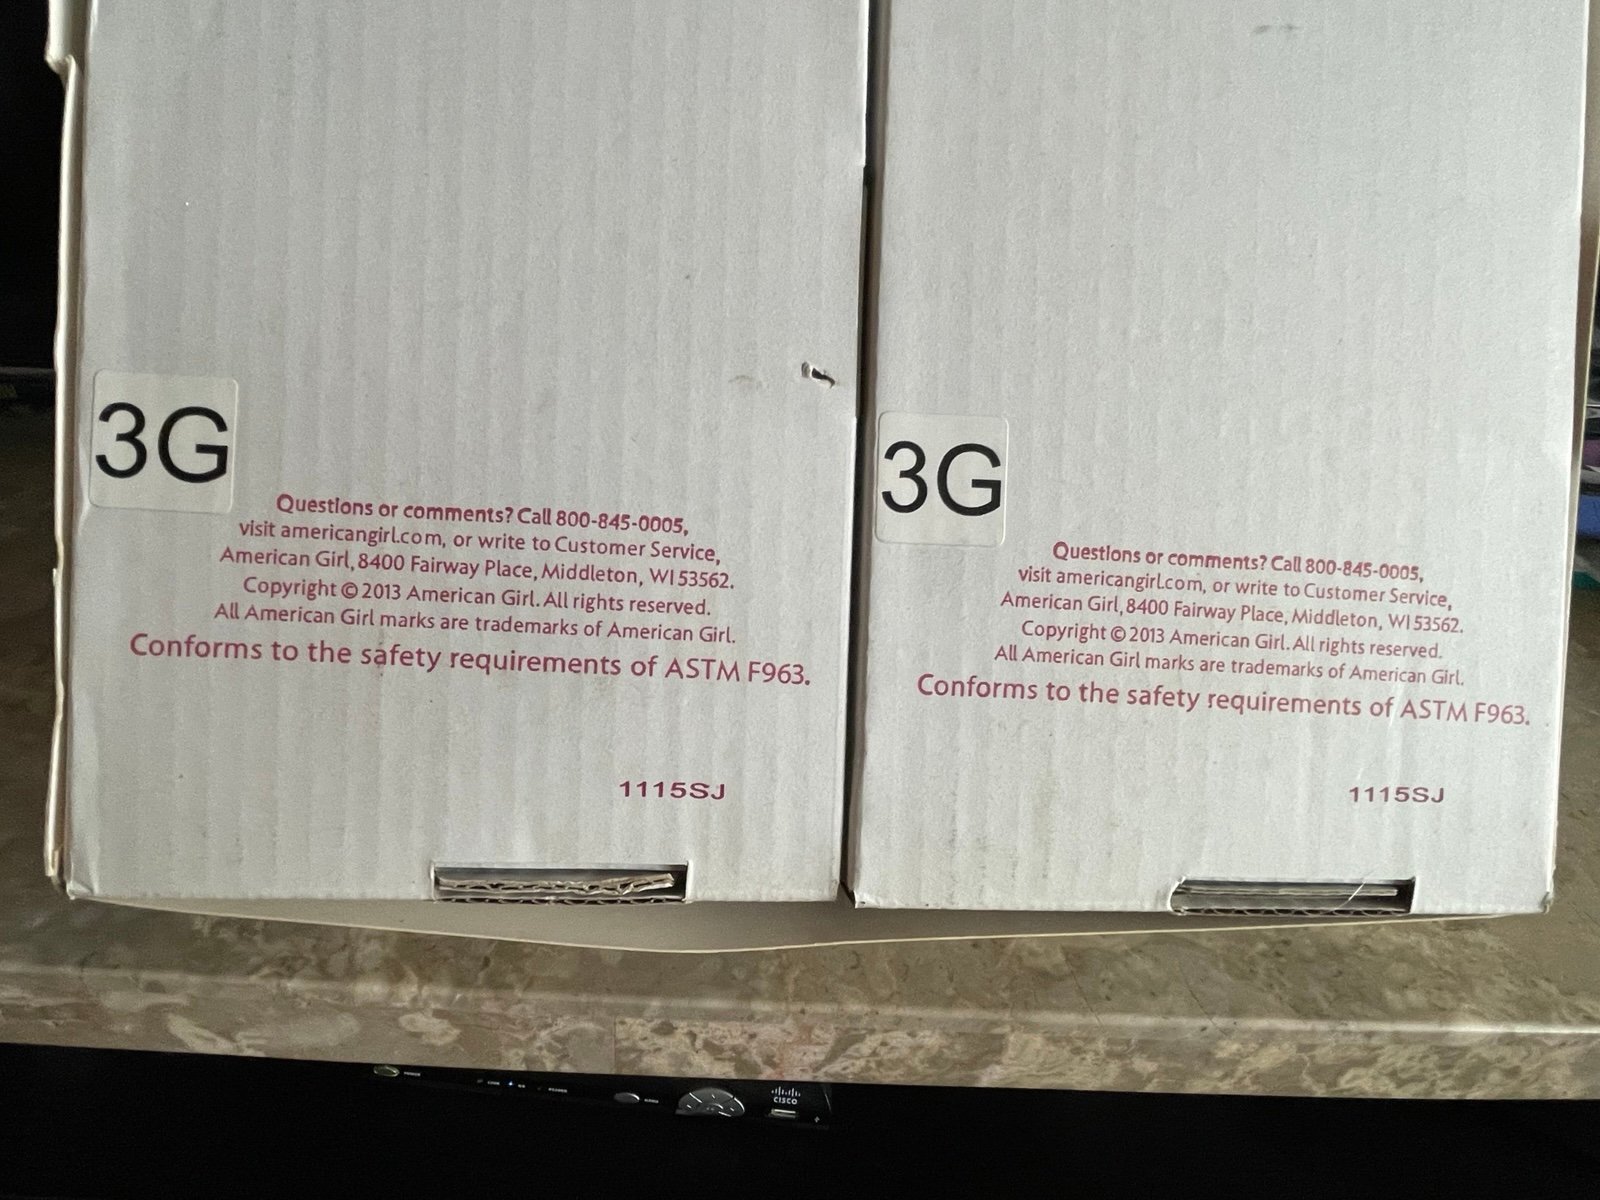 3G
Questions or comments? Call 800-845-0005,
visit americangirl.com, or write to Customer Service,
American Girl, 8400 Fairway Place, Middleton, WI 53562.
Copyright © 2013 American Girl. All rights reserved.
All American Girl marks are trademarks of American Girl.
Conforms to the safety requirements of ASTM F963.
1115SJ
3G
Questions or comments? Call 800-845-0005,
visit americangirl.com, or write to Customer Service,
American Girl, 8400 Fairway Place, Middleton, WI 53562.
Copyright © 2013 American Girl. All rights reserved.
All American Girl marks are trademarks of American Girl.
Conforms to the safety requirements of ASTM F963.
1115SJ
CISCO